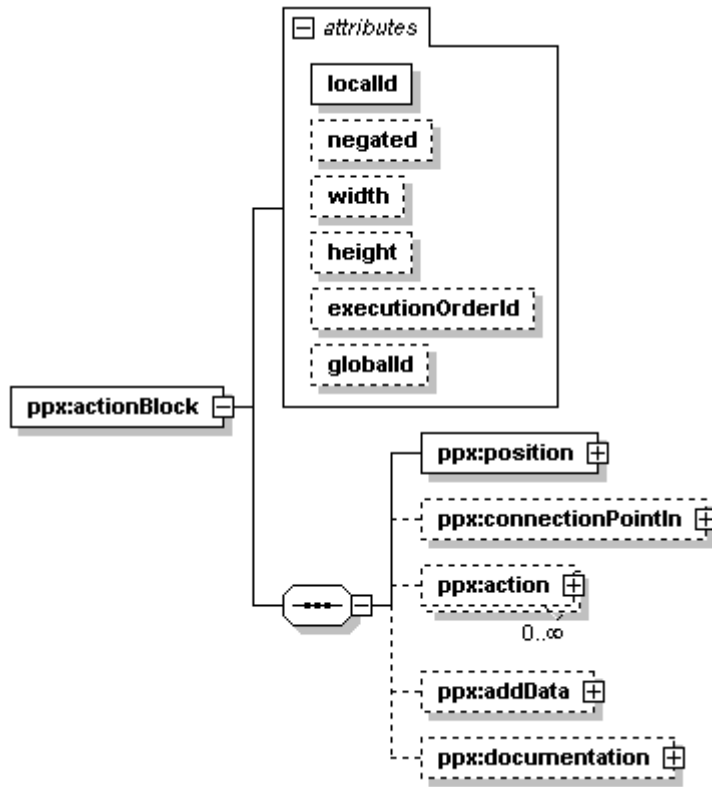 attributes
localId
negated
width
height
executionOrderId
globalId
ppx:actionBlock
ppx:position
ppx:connectionPointIn
ppx:action
0..∞
ppx:addData
ppx:documentation